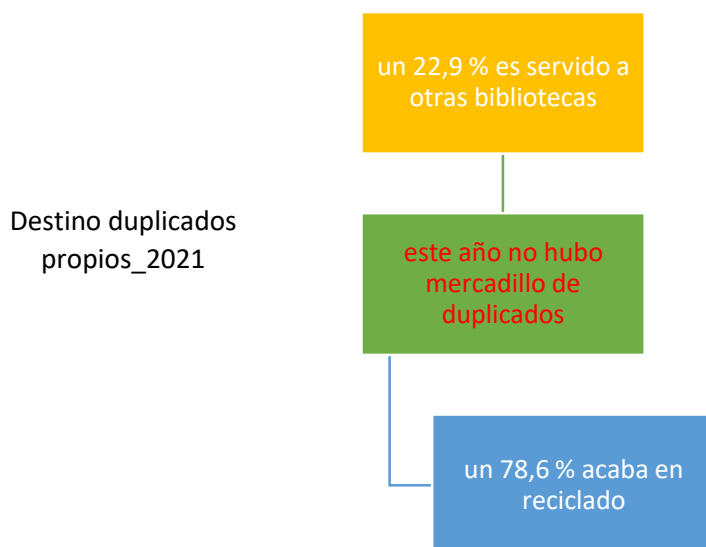 un 22,9 % es servido a
otras bibliotecas
Destino duplicados
propios_2021
este año no hubo
mercadillo de
duplicados
un 78,6 % acaba en
reciclado